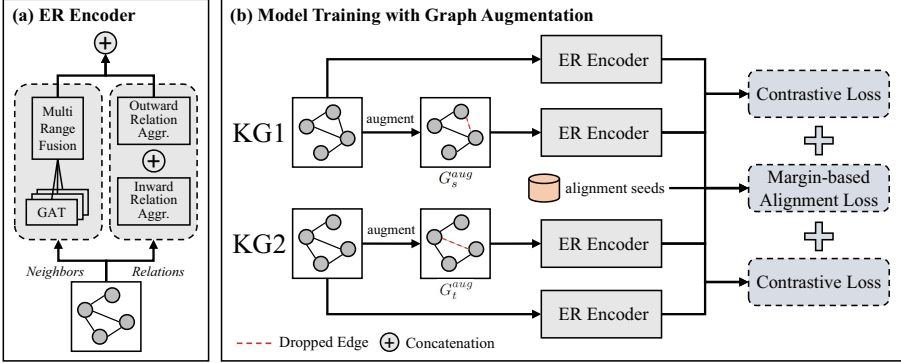 (a) ER Encoder
Multi
Range
Fusion
GAT
Outward
Relation
Aggr.
Inward
Relation
Aggr.
Neighbors
Relations
(b) Model Training with Graph Augmentation
KG1
augment
G_s^{aug}
ER Encoder
ER Encoder
alignment seeds
KG2
augment
G_t^{aug}
ER Encoder
ER Encoder
Contrastive Loss
Margin-based
Alignment Loss
Contrastive Loss
Dropped Edge
Concatenation